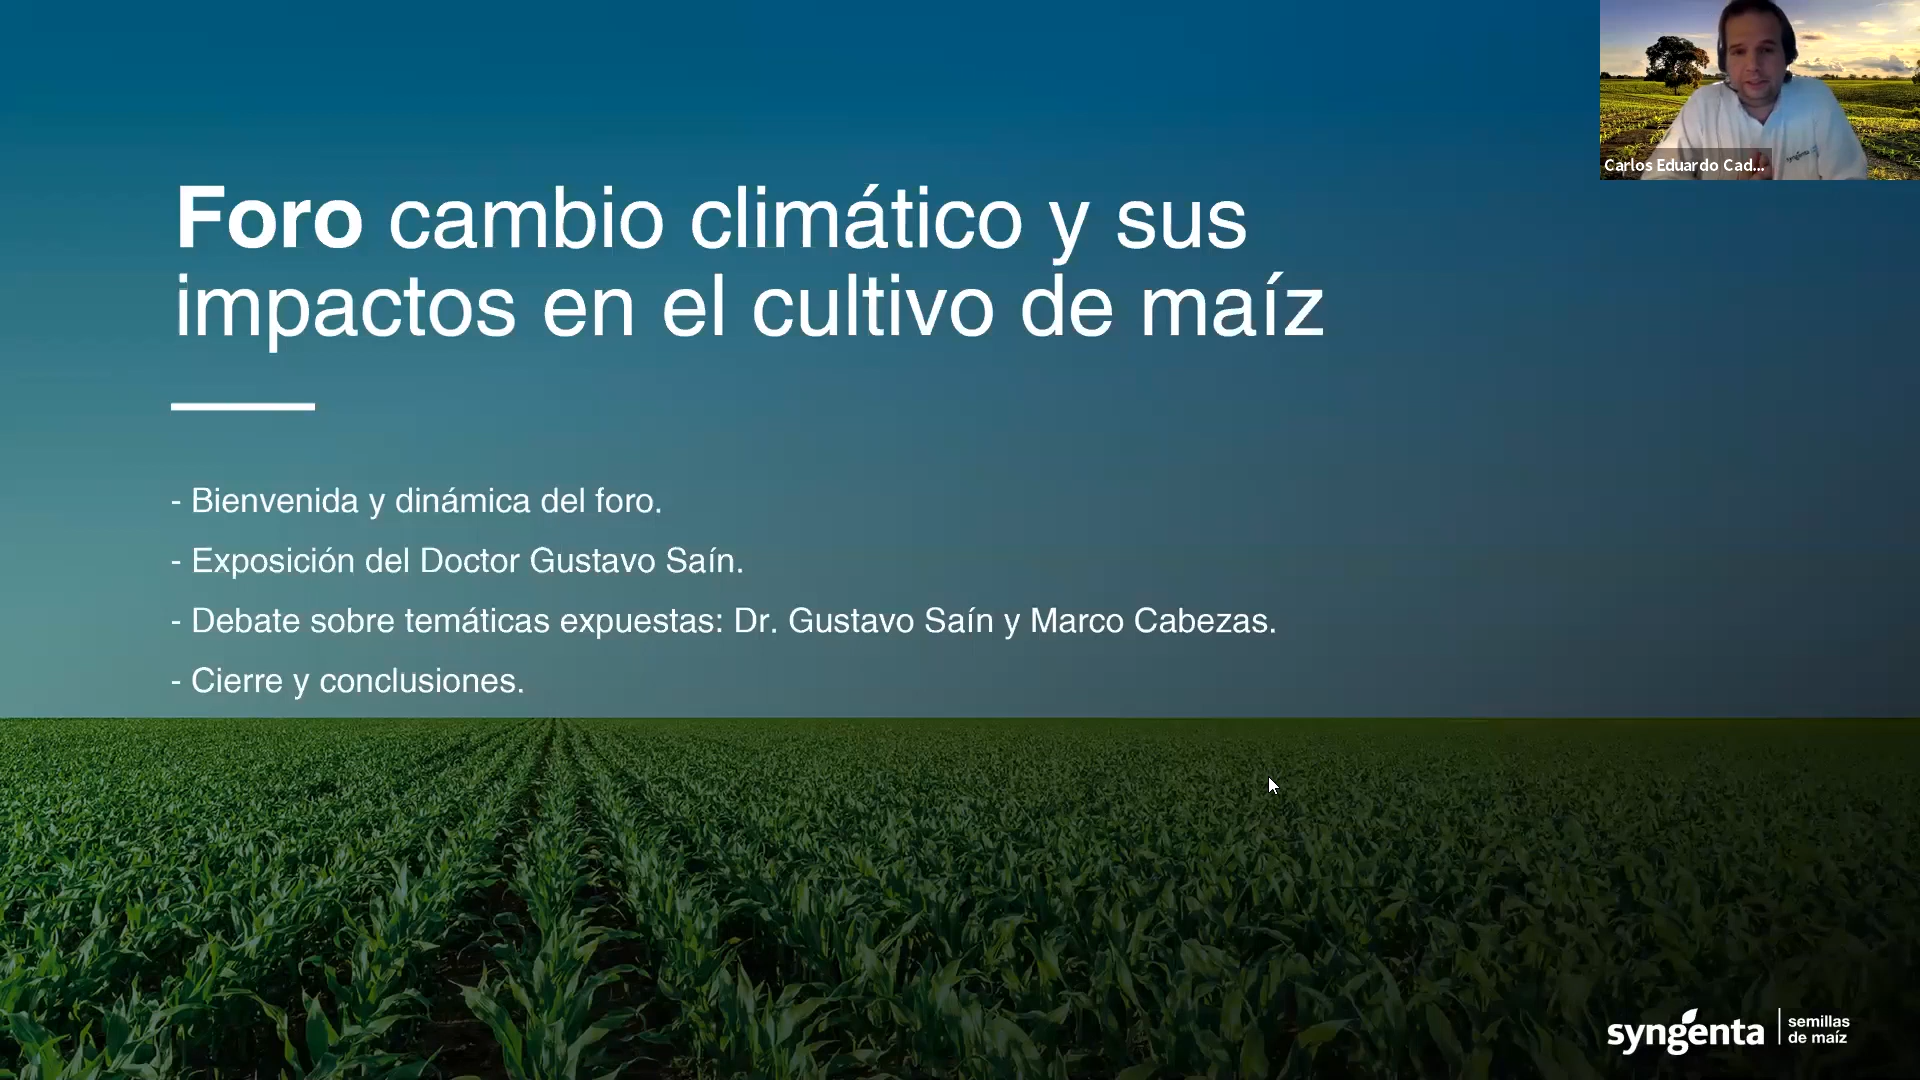 Foro cambio climático y sus
impactos en el cultivo de maíz
- Bienvenida y dinámica del foro.
- Exposición del Doctor Gustavo Saín.
- Debate sobre temáticas expuestas: Dr. Gustavo Saín y Marco Cabezas.
- Cierre y conclusiones.
Carlos Eduardo Cad...
syngenta
syngenta
semillas
de maíz